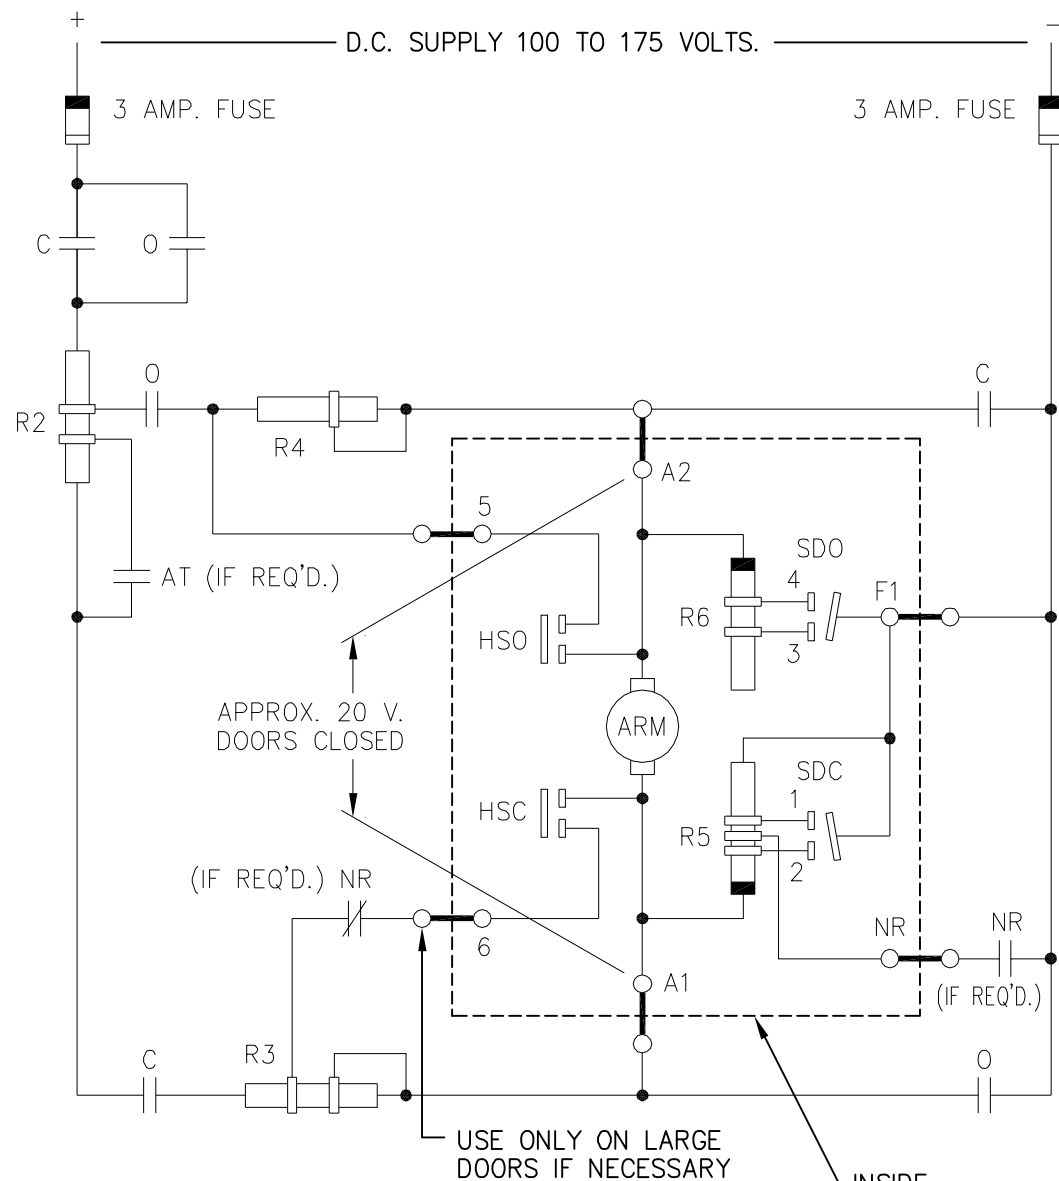 +
–
D.C. SUPPLY 100 TO 175 VOLTS.
3 AMP. FUSE
3 AMP. FUSE
C
O
O
C
R2
R4
A2
5
SDO
AT (IF REQ'D.)
4
F1
R6
HSO
3
APPROX. 20 V.
DOORS CLOSED
ARM
SDC
HSC
1
R5
2
(IF REQ'D.) NR
NR
NR
6
A1
(IF REQ'D.)
C
R3
O
USE ONLY ON LARGE
DOORS IF NECESSARY
INSIDE